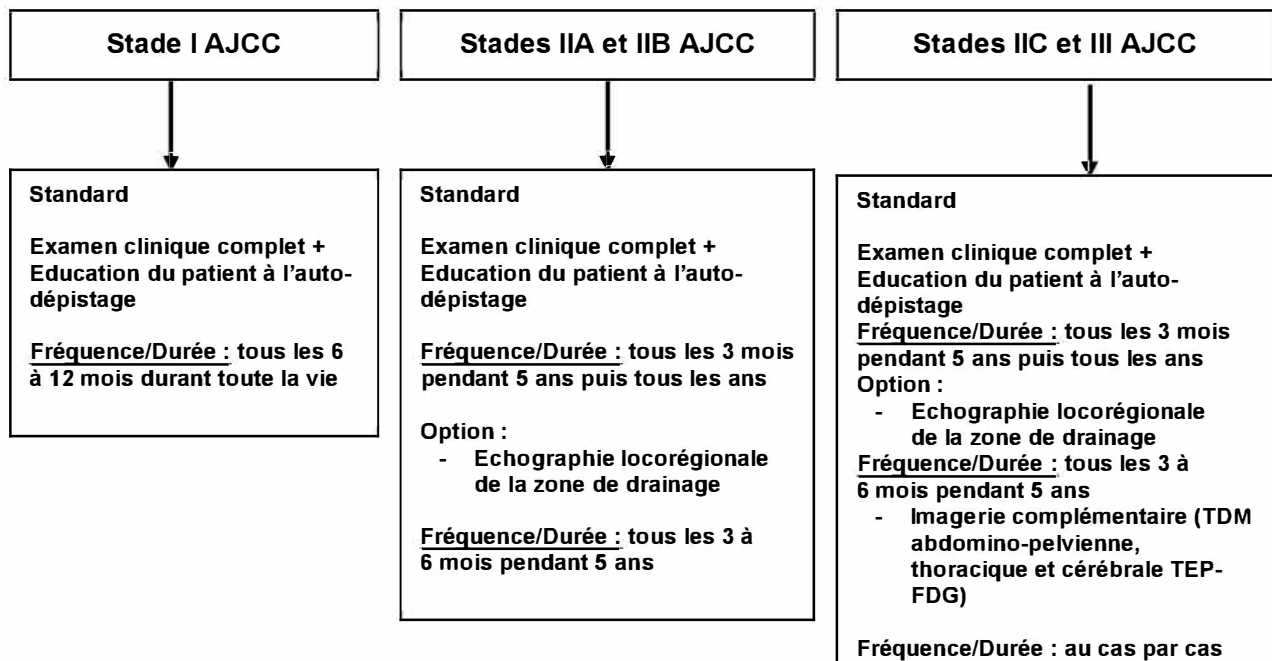 Stade I AJCC
Standard
Examen clinique complet +
Education du patient à l'auto-
dépistage
Fréquence/Durée : tous les 6
à 12 mois durant toute la vie
Stades IIA et IIB AJCC
Standard
Examen clinique complet +
Education du patient à l'auto-
dépistage
Fréquence/Durée : tous les 3 mois
pendant 5 ans puis tous les ans
Option :
- Echographie locorégionale
de la zone de drainage
Fréquence/Durée : tous les 3 à
6 mois pendant 5 ans
Stades IIC et III AJCC
Standard
Examen clinique complet +
Education du patient à l'auto-
dépistage
Fréquence/Durée : tous les 3 mois
pendant 5 ans puis tous les ans
Option :
- Echographie locorégionale
de la zone de drainage
Fréquence/Durée : tous les 3 à
6 mois pendant 5 ans
- Imagerie complémentaire (TDM
abdomino-pelvienne,
thoracique et cérébrale TEP-
FDG)
Fréquence/Durée : au cas par cas